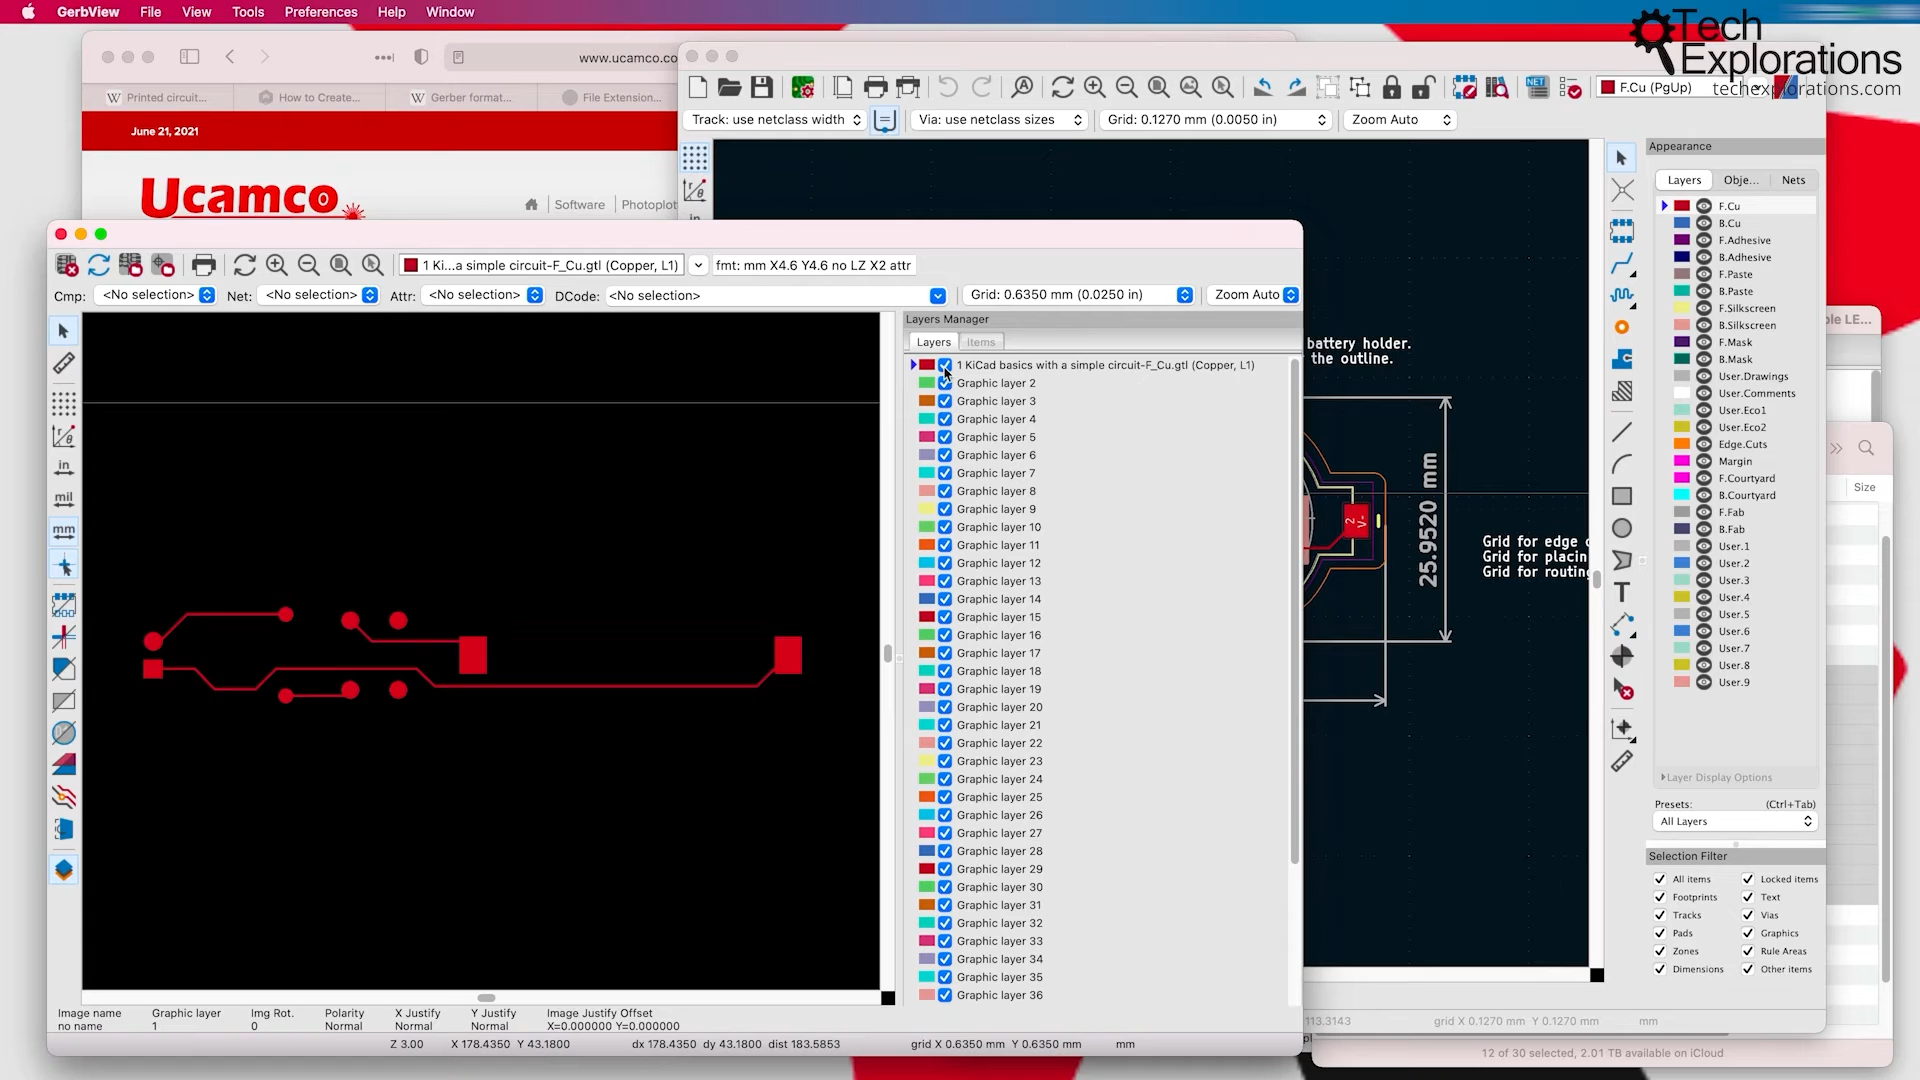 GerbView File View Tools Preferences Help Window
Tech
Explorations
techexplorations.com
www.ucamco.co
Printed circuit...
How to Create...
Gerber format...
File Extension...
June 21, 2021
Ucamco
Software
Photoplot
F.Cu (PgUp)
Track: use netclass width
Via: use netclass sizes
Grid: 0.1270 mm (0.0050 in)
Zoom Auto
Appearance
Layers Obje... Nets
F.Cu
B.Cu
F.Adhesive
B.Adhesive
F.Paste
B.Paste
F.Silkscreen
B.Silkscreen
F.Mask
B.Mask
User.Drawings
User.Comments
User.Eco1
User.Eco2
Edge.Cuts
Margin
F.Courtyard
B.Courtyard
F.Fab
B.Fab
User.1
User.2
User.3
User.4
User.5
User.6
User.7
User.8
User.9
Layer Display Options
Presets: (Ctrl+Tab)
All Layers
Selection Filter
All items Locked items
Footprints Text
Tracks Vias
Pads Graphics
Zones Rule Areas
Dimensions Other items
1 Ki...a simple circuit-F_Cu.gtl (Copper, L1)
fmt: mm X4.6 Y4.6 no LZ X2 attr
Cmp: <No selection> Net: <No selection> Attr: <No selection> DCode: <No selection>
Grid: 0.6350 mm (0.0250 in)
Zoom Auto
in
mil
mm
Layers Manager
Layers Items
1 KiCad basics with a simple circuit-F_Cu.gtl (Copper, L1)
Graphic layer 2
Graphic layer 3
Graphic layer 4
Graphic layer 5
Graphic layer 6
Graphic layer 7
Graphic layer 8
Graphic layer 9
Graphic layer 10
Graphic layer 11
Graphic layer 12
Graphic layer 13
Graphic layer 14
Graphic layer 15
Graphic layer 16
Graphic layer 17
Graphic layer 18
Graphic layer 19
Graphic layer 20
Graphic layer 21
Graphic layer 22
Graphic layer 23
Graphic layer 24
Graphic layer 25
Graphic layer 26
Graphic layer 27
Graphic layer 28
Graphic layer 29
Graphic layer 30
Graphic layer 31
Graphic layer 32
Graphic layer 33
Graphic layer 34
Graphic layer 35
Graphic layer 36
battery holder.
the outline.
25.9520 mm
2
V-
Grid for edge c
Grid for placin
Grid for routing
Size
Image name
no name
Graphic layer
1
Img Rot.
0
Polarity
Normal
X Justify
Normal
Y Justify
Normal
Image Justify Offset
X=0.000000 Y=0.000000
Z 3.00 X 178.4350 Y 43.1800 dx 178.4350 dy 43.1800 dist 183.5853 grid X 0.6350 mm Y 0.6350 mm mm
113.3143 grid X 0.1270 mm Y 0.1270 mm mm
12 of 30 selected, 2.01 TB available on iCloud